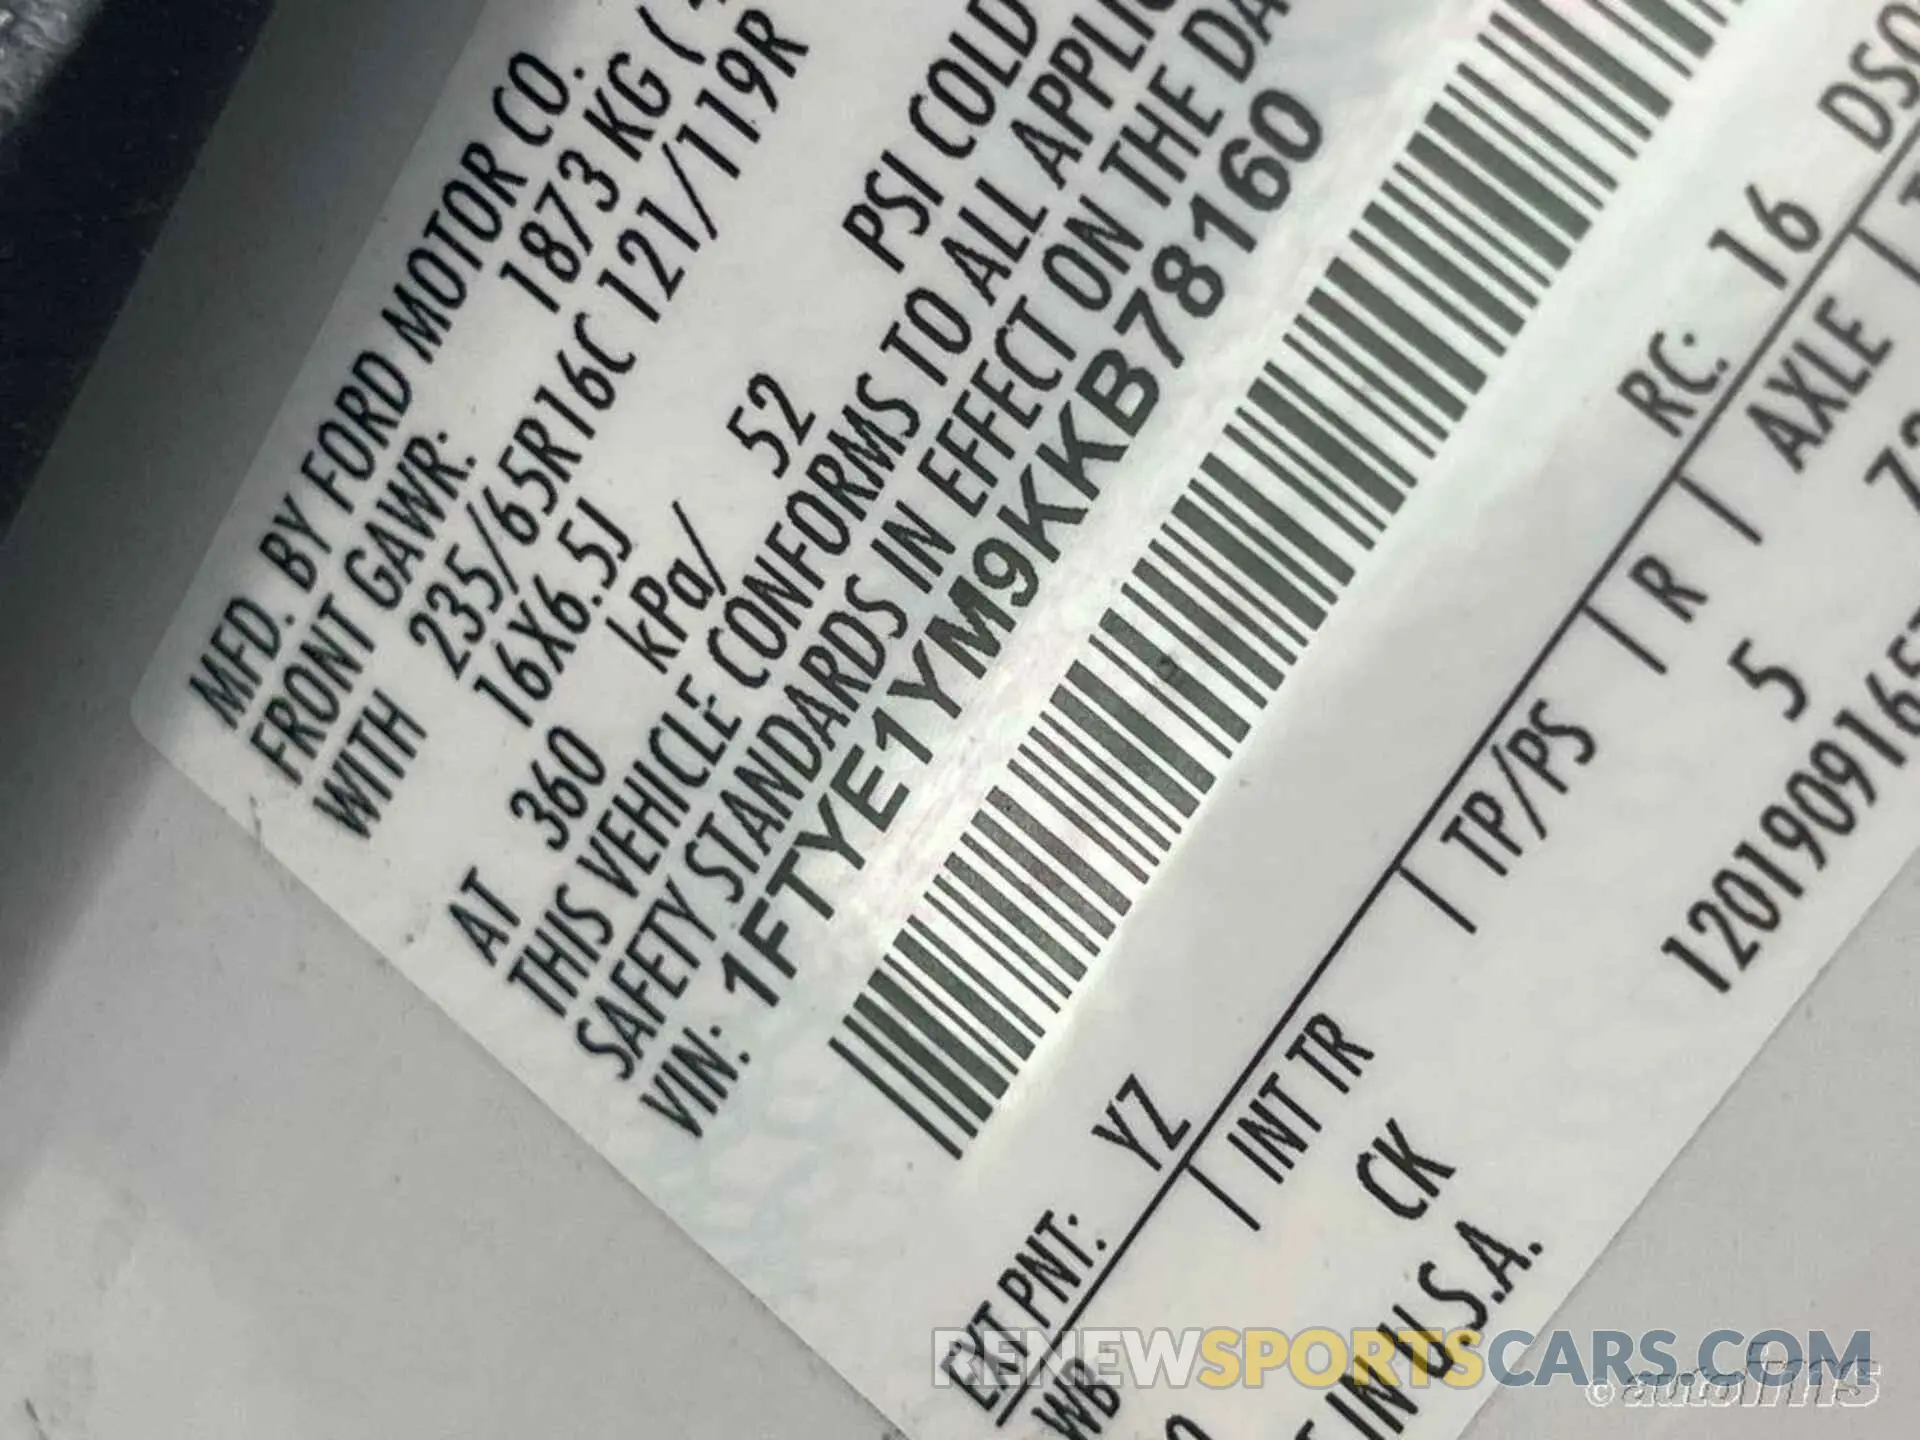 MFD. BY FORD MOTOR CO.
FRONT GAWR: 1873 KG (
WITH 235/65R16C 121/119R
16X6.5J
AT 360 kPa/ 52 PSI COLD
THIS VEHICLE CONFORMS TO ALL
SAFETY STANDARDS IN EFFECT ON THE
VIN: 1FTYE1YM9KKB78160
EXT PNT: YZ RC: 16
WB | INT TR | TP/PS | R | AXLE |
CK 5
IN U.S.A.
RENEWSPORTSCARS.COM